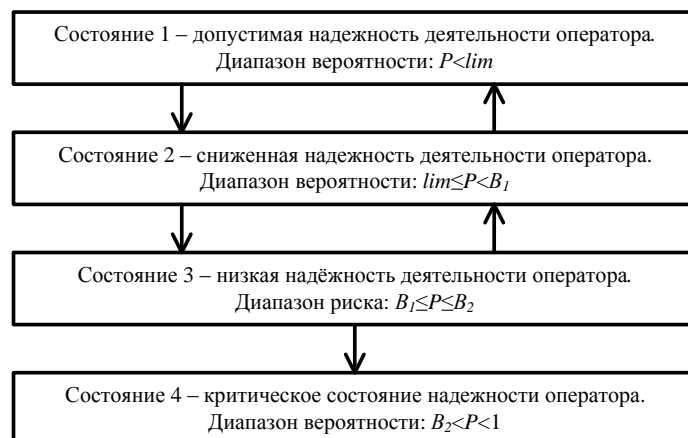 Состояние 1 – допустимая надежность деятельности оператора.
Диапазон вероятности: P<lim
Состояние 2 – сниженная надежность деятельности оператора.
Диапазон вероятности: lim≤P<B₁
Состояние 3 – низкая надёжность деятельности оператора.
Диапазон риска: B₁≤P≤B₂
Состояние 4 – критическое состояние надежности оператора.
Диапазон вероятности: B₂<P<1